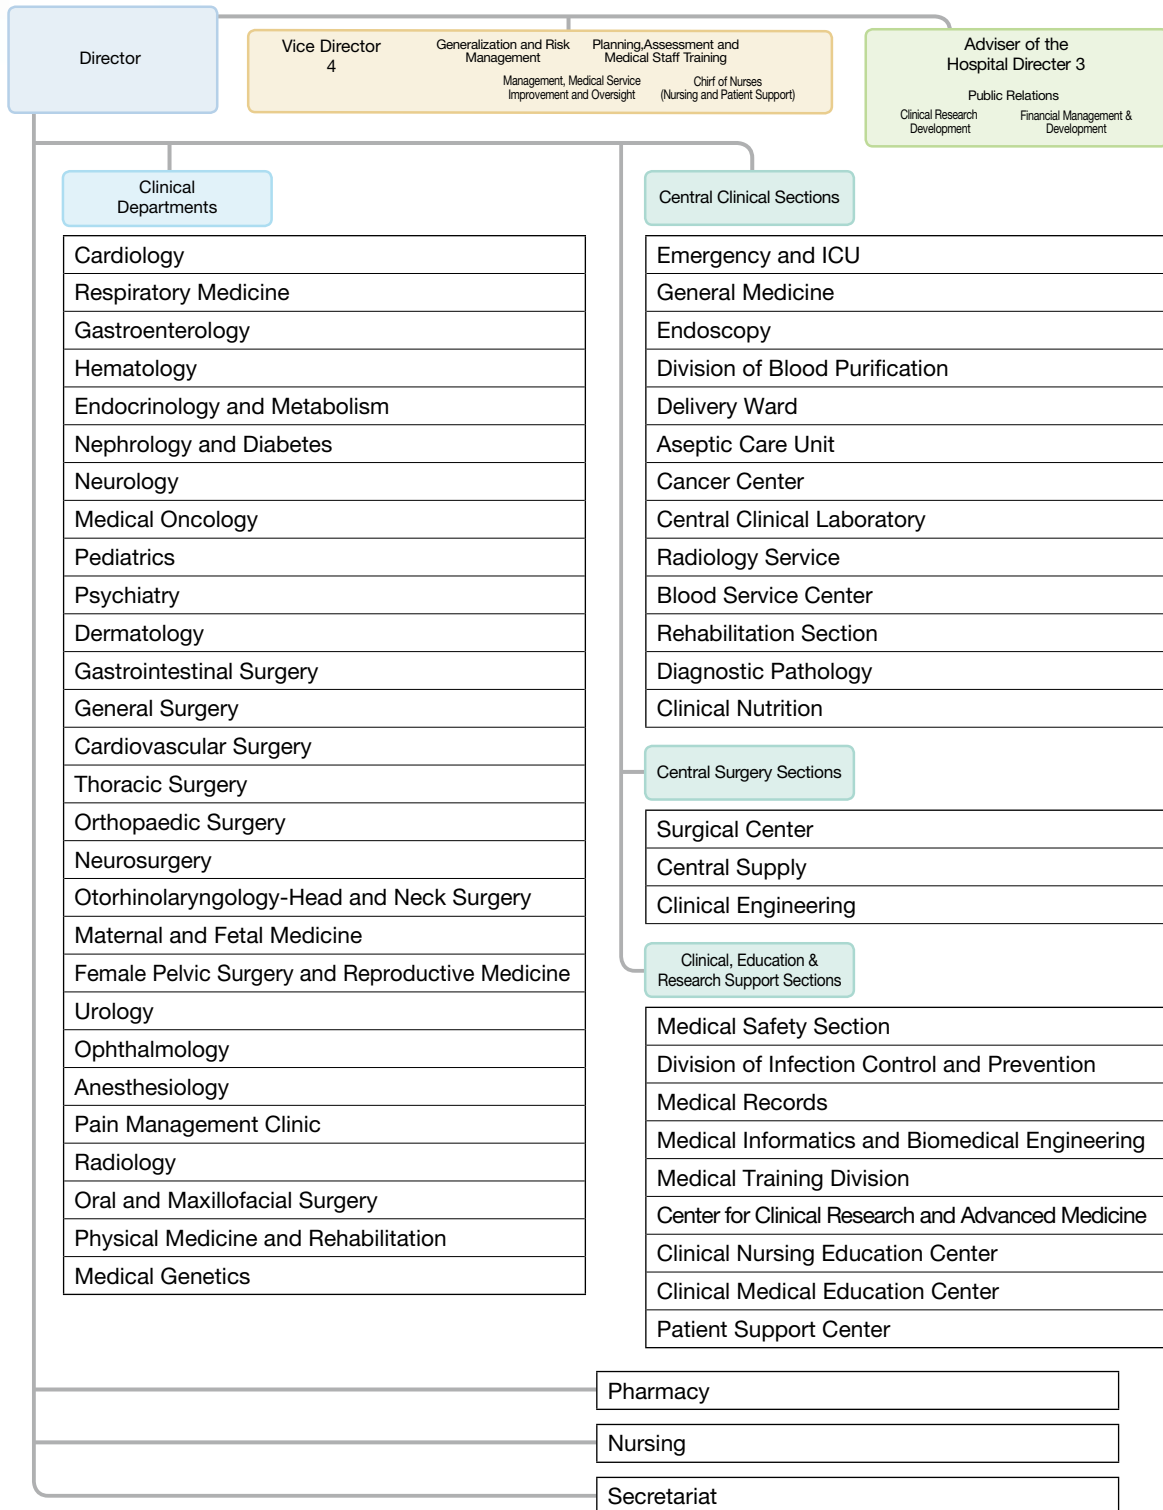 Director
Vice Director
4
Generalization and Risk
Management
Planning,Assessment and
Medical Staff Training
Management, Medical Service
Improvement and Oversight
Chirf of Nurses
(Nursing and Patient Support)
Adviser of the
Hospital Directer 3
Public Relations
Clinical Research
Development
Financial Management &
Development
Clinical
Departments
Cardiology
Respiratory Medicine
Gastroenterology
Hematology
Endocrinology and Metabolism
Nephrology and Diabetes
Neurology
Medical Oncology
Pediatrics
Psychiatry
Dermatology
Gastrointestinal Surgery
General Surgery
Cardiovascular Surgery
Thoracic Surgery
Orthopaedic Surgery
Neurosurgery
Otorhinolaryngology-Head and Neck Surgery
Maternal and Fetal Medicine
Female Pelvic Surgery and Reproductive Medicine
Urology
Ophthalmology
Anesthesiology
Pain Management Clinic
Radiology
Oral and Maxillofacial Surgery
Physical Medicine and Rehabilitation
Medical Genetics
Central Clinical Sections
Emergency and ICU
General Medicine
Endoscopy
Division of Blood Purification
Delivery Ward
Aseptic Care Unit
Cancer Center
Central Clinical Laboratory
Radiology Service
Blood Service Center
Rehabilitation Section
Diagnostic Pathology
Clinical Nutrition
Central Surgery Sections
Surgical Center
Central Supply
Clinical Engineering
Clinical, Education &
Research Support Sections
Medical Safety Section
Division of Infection Control and Prevention
Medical Records
Medical Informatics and Biomedical Engineering
Medical Training Division
Center for Clinical Research and Advanced Medicine
Clinical Nursing Education Center
Clinical Medical Education Center
Patient Support Center
Pharmacy
Nursing
Secretariat